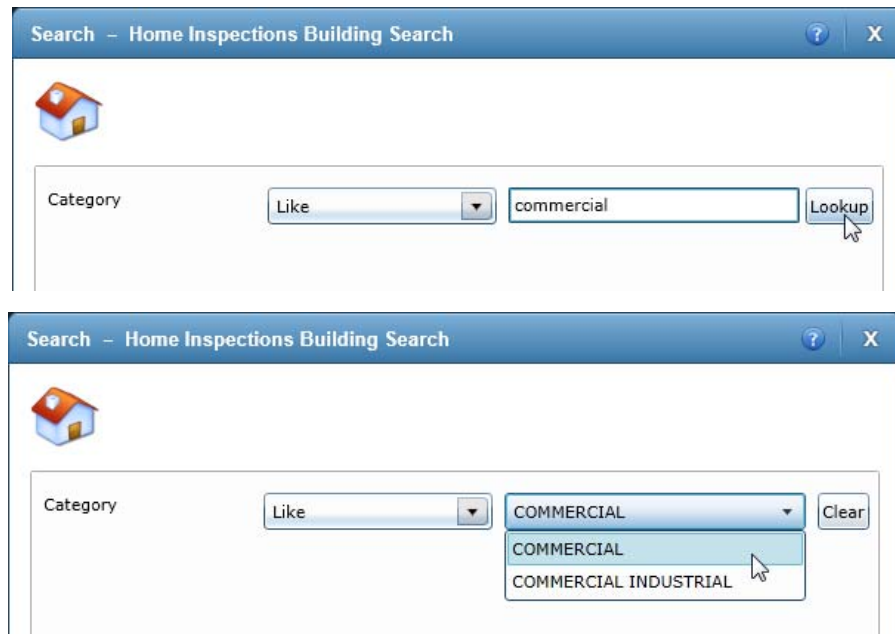 Search – Home Inspections Building Search ? X
Category Like commercial Lookup
Search – Home Inspections Building Search ? X
Category Like COMMERCIAL Clear
COMMERCIAL
COMMERCIAL INDUSTRIAL